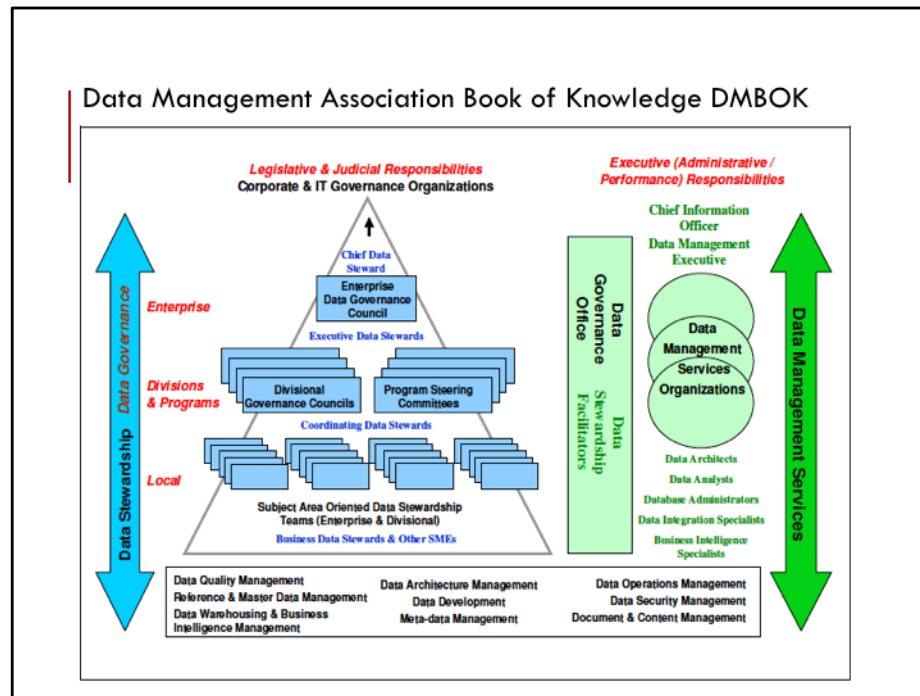 Data Management Association Book of Knowledge DMBOK
Legislative & Judicial Responsibilities
Corporate & IT Governance Organizations
Executive (Administrative /
Performance) Responsibilities
Data Stewardship Data Governance
Enterprise
Divisions
& Programs
Local
Chief Data
Steward
Enterprise
Data Governance
Council
Executive Data Stewards
Divisional
Governance Councils
Program Steering
Committees
Coordinating Data Stewards
Subject Area Oriented Data Stewardship
Teams (Enterprise & Divisional)
Business Data Stewards & Other SMEs
Data
Governance
Office
Data
Stewardship
Facilitators
Chief Information
Officer
Data Management
Executive
Data
Management
Services
Organizations
Data Architects
Data Analysts
Database Administrators
Data Integration Specialists
Business Intelligence
Specialists
Data Management Services
Data Quality Management
Reference & Master Data Management
Data Warehousing & Business
Intelligence Management
Data Architecture Management
Data Development
Meta-data Management
Data Operations Management
Data Security Management
Document & Content Management